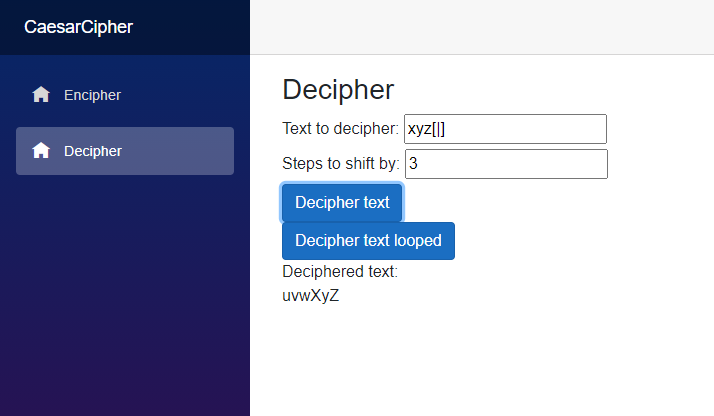 CaesarCipher
Encipher
Decipher
Decipher
Text to decipher: xyz[|]
Steps to shift by: 3
Decipher text
Decipher text looped
Deciphered text:
uvwXyZ